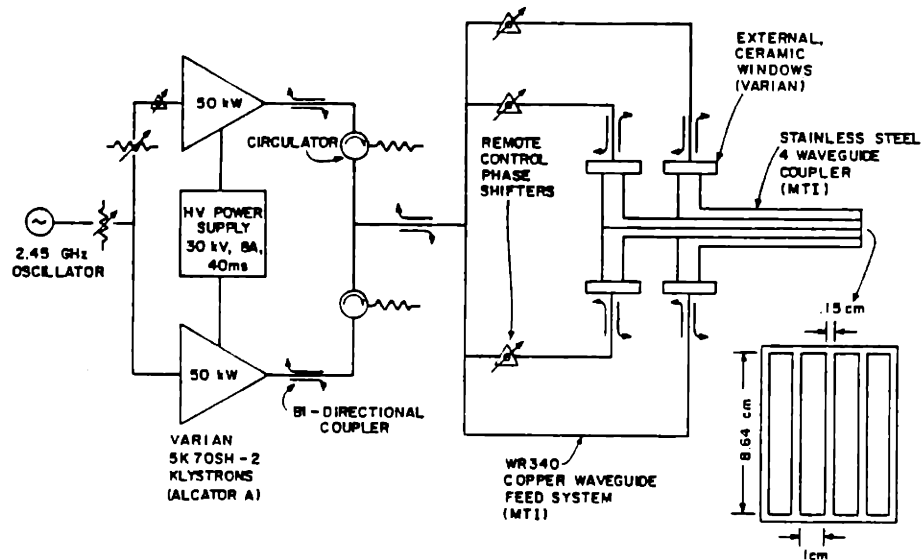 50 kW
CIRCULATOR
HV POWER
SUPPLY
30 kV, 8A,
40ms
2.45 GHz
OSCILLATOR
50 kW
BI-DIRECTIONAL
COUPLER
VARIAN
5K70SH-2
KLYSTRONS
(ALCATOR A)
REMOTE
CONTROL
PHASE
SHIFTERS
EXTERNAL,
CERAMIC
WINDOWS
(VARIAN)
STAINLESS STEEL
4 WAVEGUIDE
COUPLER
(MTI)
WR340
COPPER WAVEGUIDE
FEED SYSTEM
(MTI)
.15cm
8.64 cm
1cm